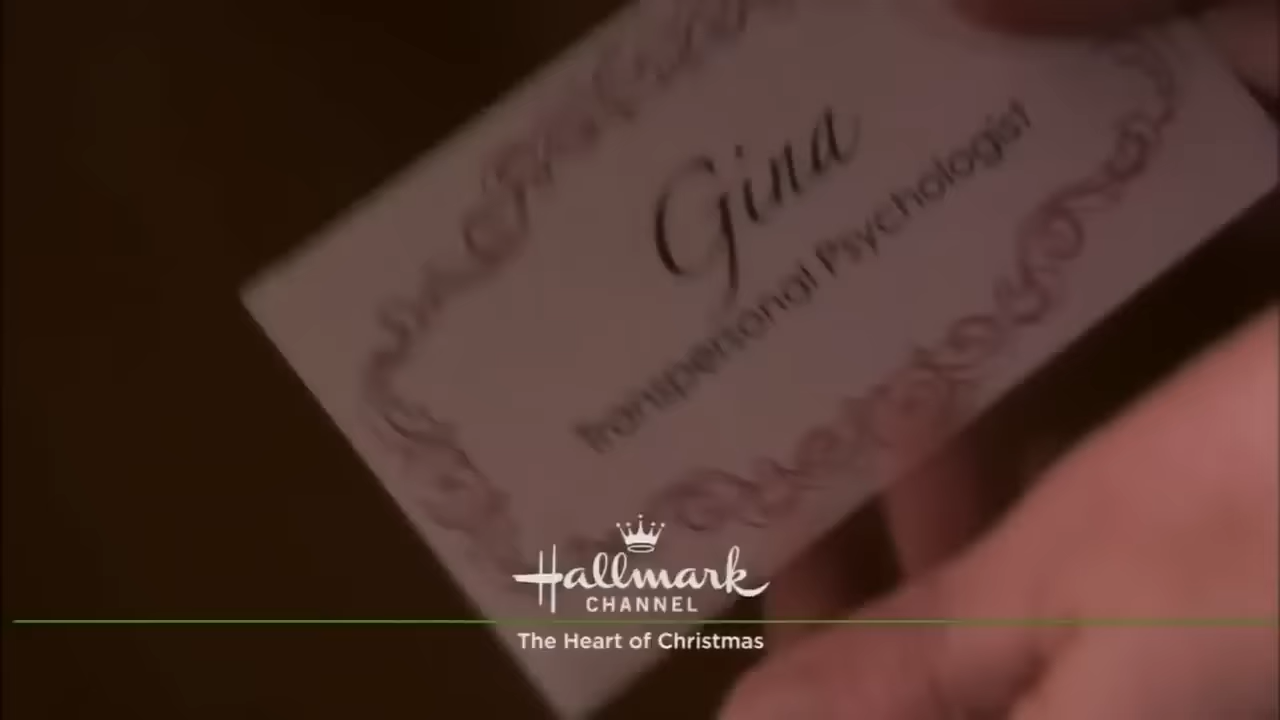 Gina
Transpersonal Psychologist
Hallmark
CHANNEL
The Heart of Christmas